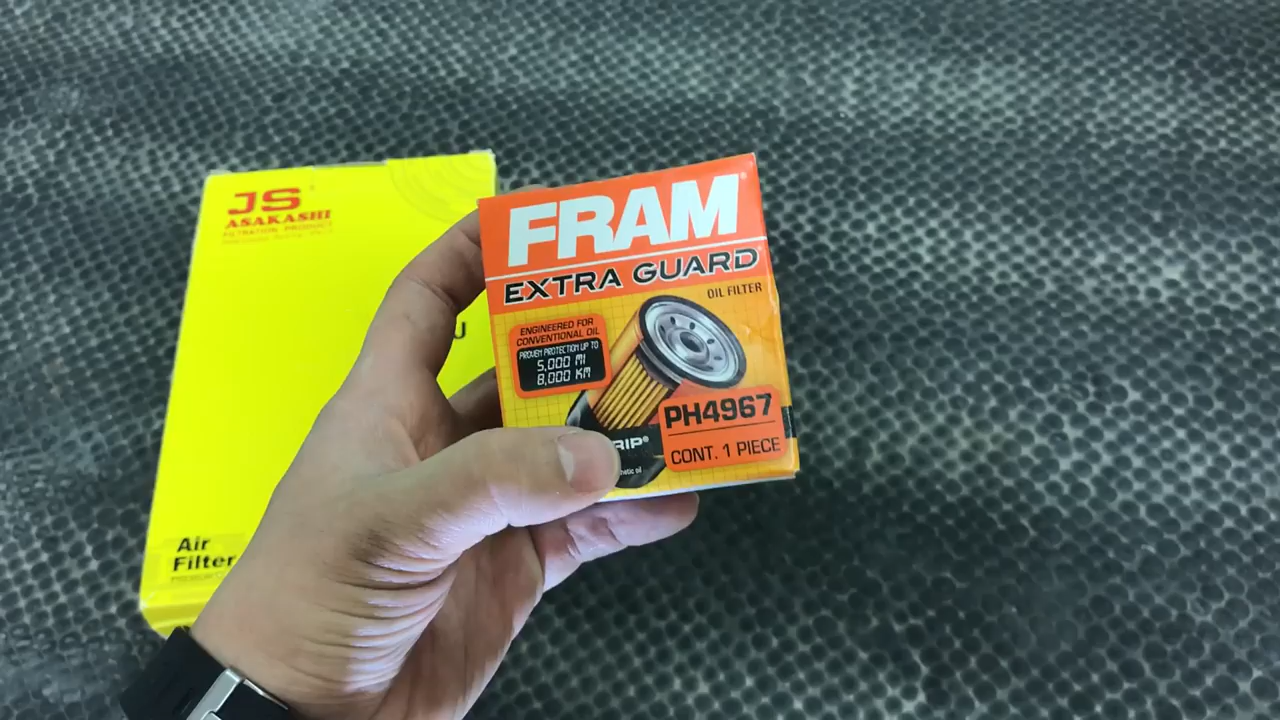 JS
ASAKASHI
FILTRATION PRODUCT
Air
Filter
FRAM®
EXTRA GUARD
OIL FILTER
ENGINEERED FOR
CONVENTIONAL OIL
PROVEN PROTECTION UP TO
5,000 MI
8,000 KM
PH4967
CONT. 1 PIECE